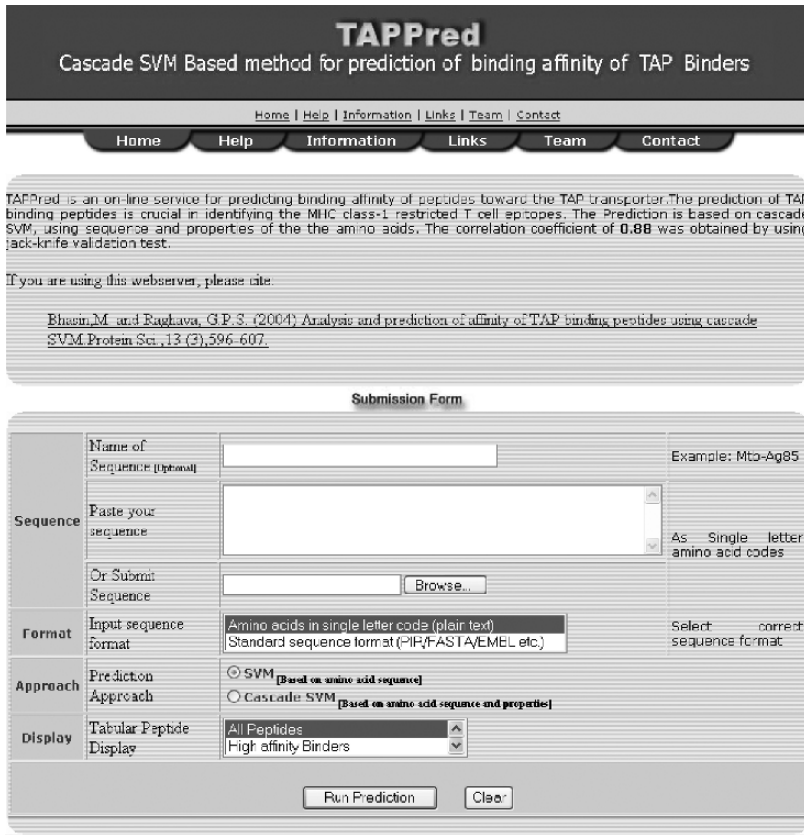 TAPPred
Cascade SVM Based method for prediction of binding affinity of TAP Binders
Home | Help | Information | Links | Team | Contact
Home Help Information Links Team Contact
TAPPred is an on-line service for predicting binding affinity of peptides toward the TAP transporter.The prediction of TAP
binding peptides is crucial in identifying the MHC class-1 restricted T cell epitopes. The Prediction is based on cascade
SVM, using sequence and properties of the the amino acids. The correlation coefficient of 0.88 was obtained by using
jack-knife validation test.
If you are using this webserver, please cite:
Bhasin,M. and Raghava, G.P.S. (2004) Analysis and prediction of affinity of TAP binding peptides using cascade
SVM.Protein Sci.,13 (3),596-607.
Submission Form
Sequence
Name of
Sequence [Optional]
Example: Mtb-Ag85
Paste your
sequence
As Single letter
amino acid codes
Or Submit
Sequence
Browse...
Format
Input sequence
format
Amino acids in single letter code (plain text)
Standard sequence format (PIR/FASTA/EMBL etc.)
Select correct
sequence format
Approach
Prediction
Approach
SVM [Based on amino acid sequence]
Cascade SVM [Based on amino acid sequence and properties]
Display
Tabular Peptide
Display
All Peptides
High affinity Binders
Run Prediction Clear